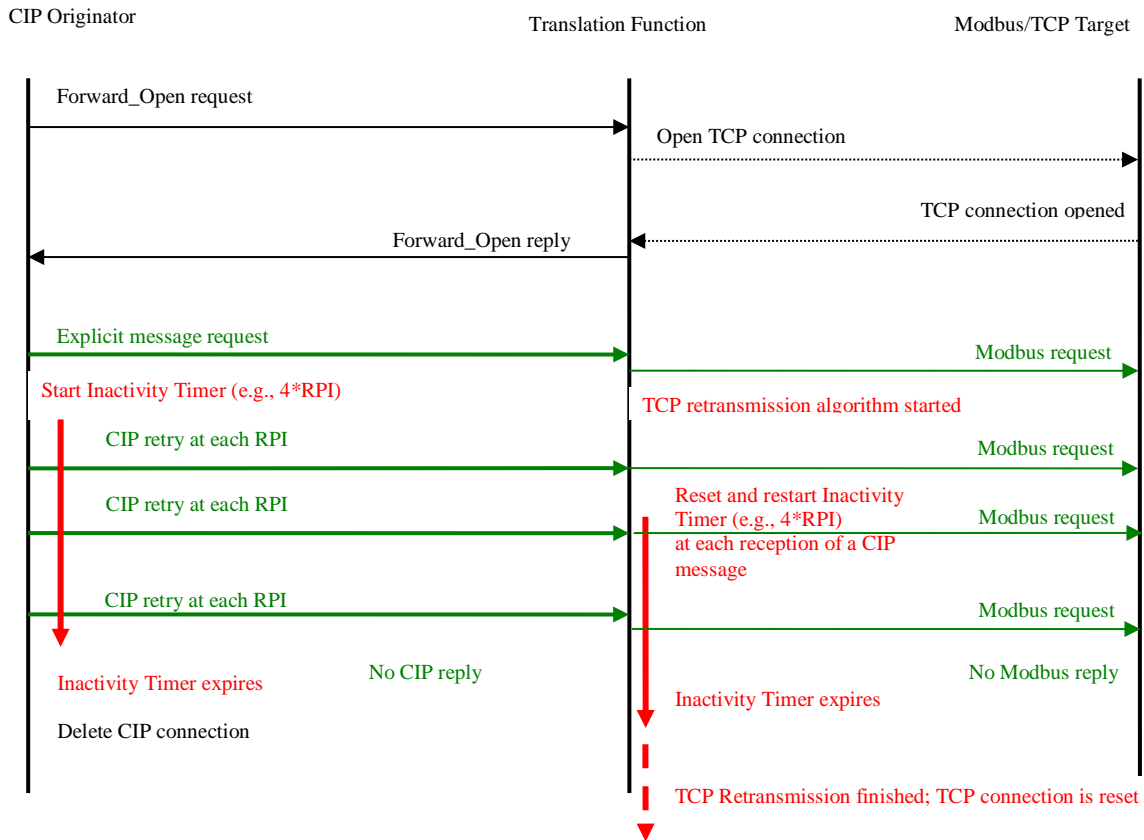 CIP Originator
Translation Function
Modbus/TCP Target
Forward_Open request
Open TCP connection
TCP connection opened
Forward_Open reply
Explicit message request
Modbus request
Start Inactivity Timer (e.g., 4*RPI)
TCP retransmission algorithm started
CIP retry at each RPI
Modbus request
CIP retry at each RPI
Reset and restart Inactivity
Timer (e.g., 4*RPI)
at each reception of a CIP
message
Modbus request
CIP retry at each RPI
Modbus request
Inactivity Timer expires
No CIP reply
No Modbus reply
Inactivity Timer expires
Delete CIP connection
TCP Retransmission finished; TCP connection is reset